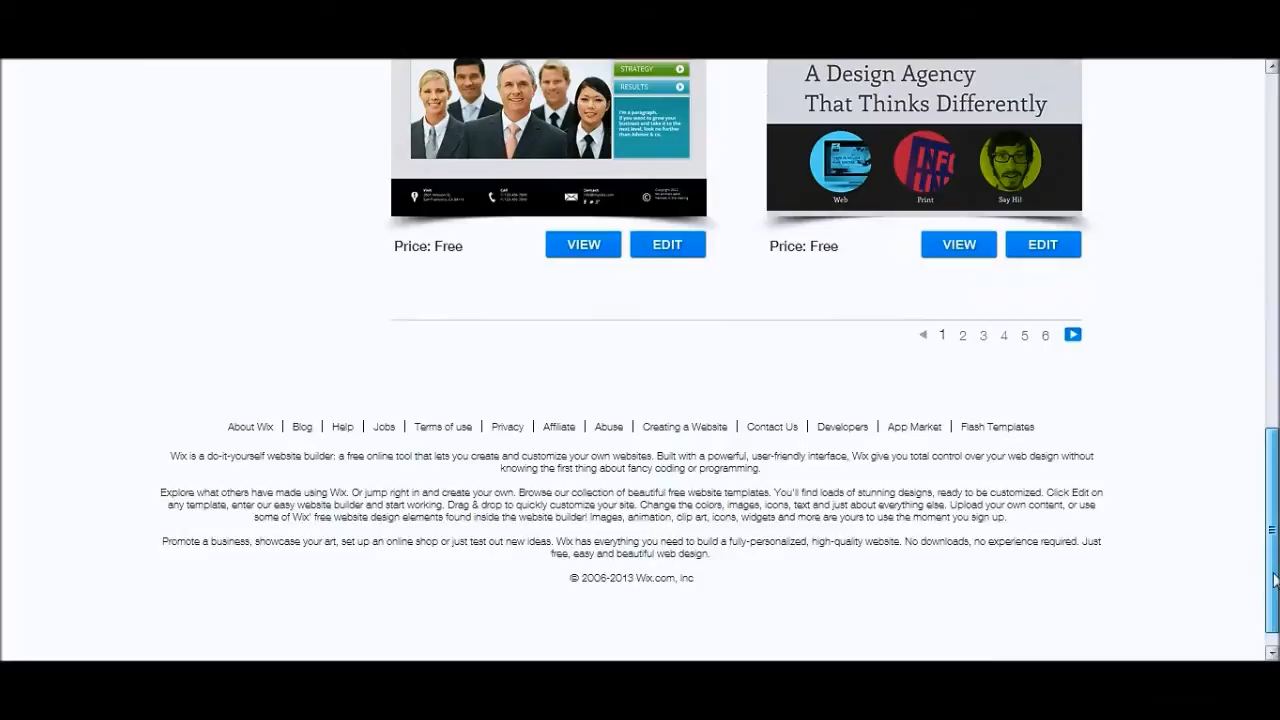 STRATEGY
RESULTS
I'm a paragraph.
A Design Agency
That Thinks Differently
Visit
Call
Contact
Web
Print
Say Hi!
Price: Free
VIEW
EDIT
Price: Free
VIEW
EDIT
1 2 3 4 5 6
About Wix | Blog | Help | Jobs | Terms of use | Privacy | Affiliate | Abuse | Creating a Website | Contact Us | Developers | App Market | Flash Templates
Wix is a do-it-yourself website builder: a free online tool that lets you create and customize your own websites. Built with a powerful, user-friendly interface, Wix give you total control over your web design without
knowing the first thing about fancy coding or programming.
Explore what others have made using Wix. Or jump right in and create your own. Browse our collection of beautiful free website templates. You'll find loads of stunning designs, ready to be customized. Click Edit on
any template, enter our easy website builder and start working. Drag & drop to quickly customize your site. Change the colors, images, icons, text and just about everything else. Upload your own content, or use
some of Wix' free website design elements found inside the website builder! Images, animation, clip art, icons, widgets and more are yours to use the moment you sign up.
Promote a business, showcase your art, set up an online shop or just test out new ideas. Wix has everything you need to build a fully-personalized, high-quality website. No downloads, no experience required. Just
free, easy and beautiful web design.
© 2006-2013 Wix.com, Inc